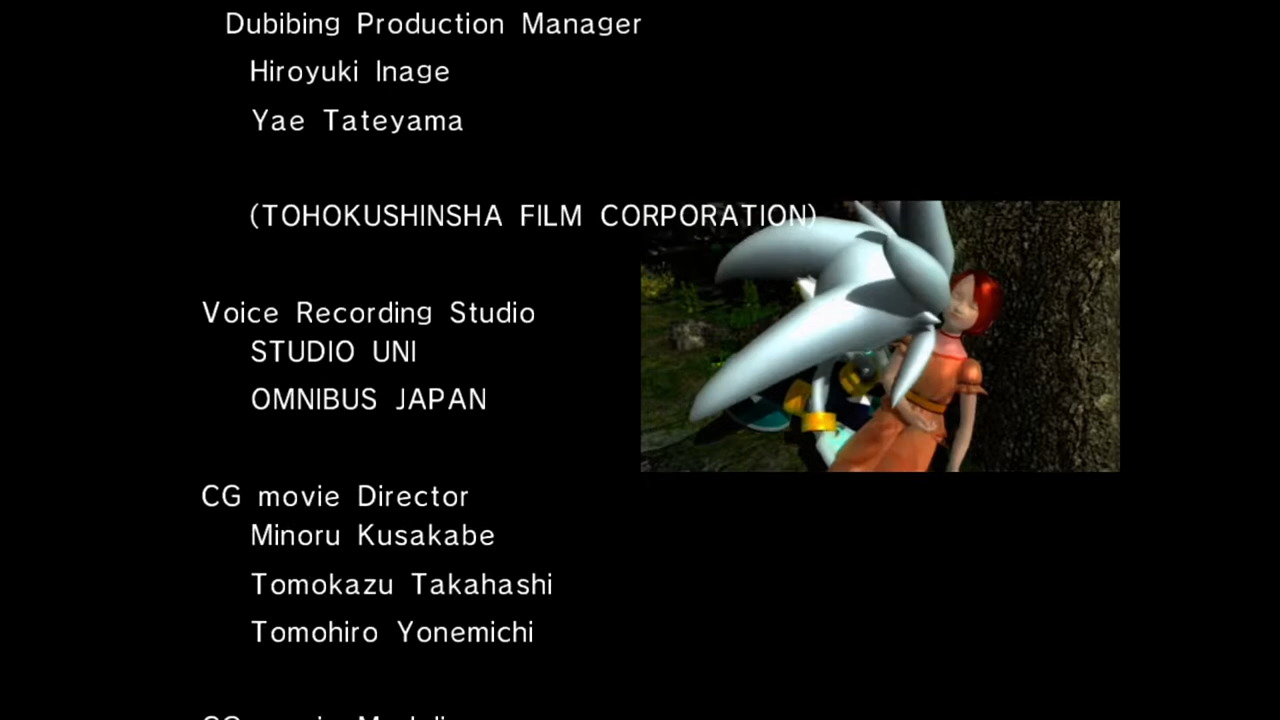 Dubibing Production Manager
Hiroyuki Inage
Yae Tateyama
(TOHOKUSHINSHA FILM CORPORATION)
Voice Recording Studio
STUDIO UNI
OMNIBUS JAPAN
CG movie Director
Minoru Kusakabe
Tomokazu Takahashi
Tomohiro Yonemichi